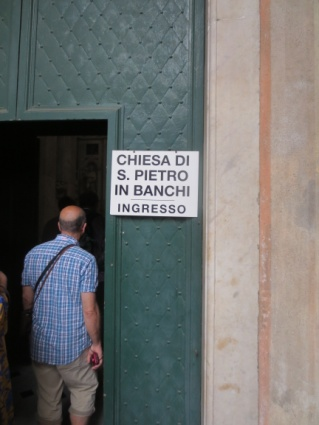 CHIESA DI
S. PIETRO
IN BANCHI
INGRESSO